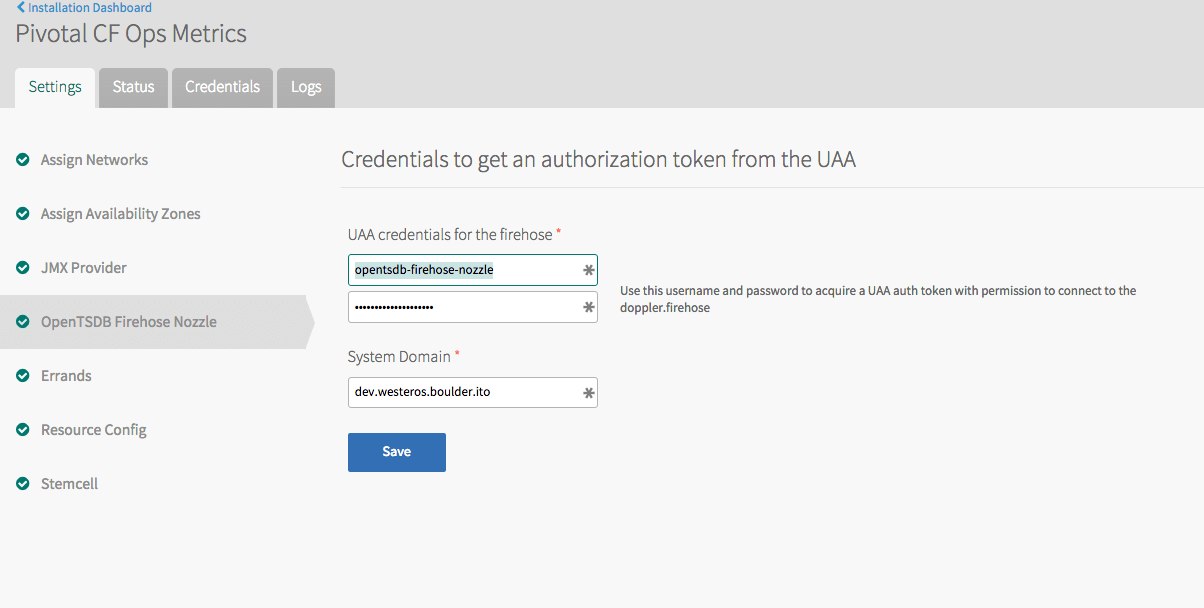 Installation Dashboard
Pivotal CF Ops Metrics
Settings
Status
Credentials
Logs
Assign Networks
Assign Availability Zones
JMX Provider
OpenTSDB Firehose Nozzle
Errands
Resource Config
Stemcell
Credentials to get an authorization token from the UAA
UAA credentials for the firehose *
opentsdb-firehose-nozzle
•••••••••••••••••••
Use this username and password to acquire a UAA auth token with permission to connect to the
doppler.firehose
System Domain *
dev.westeros.boulder.ito
Save